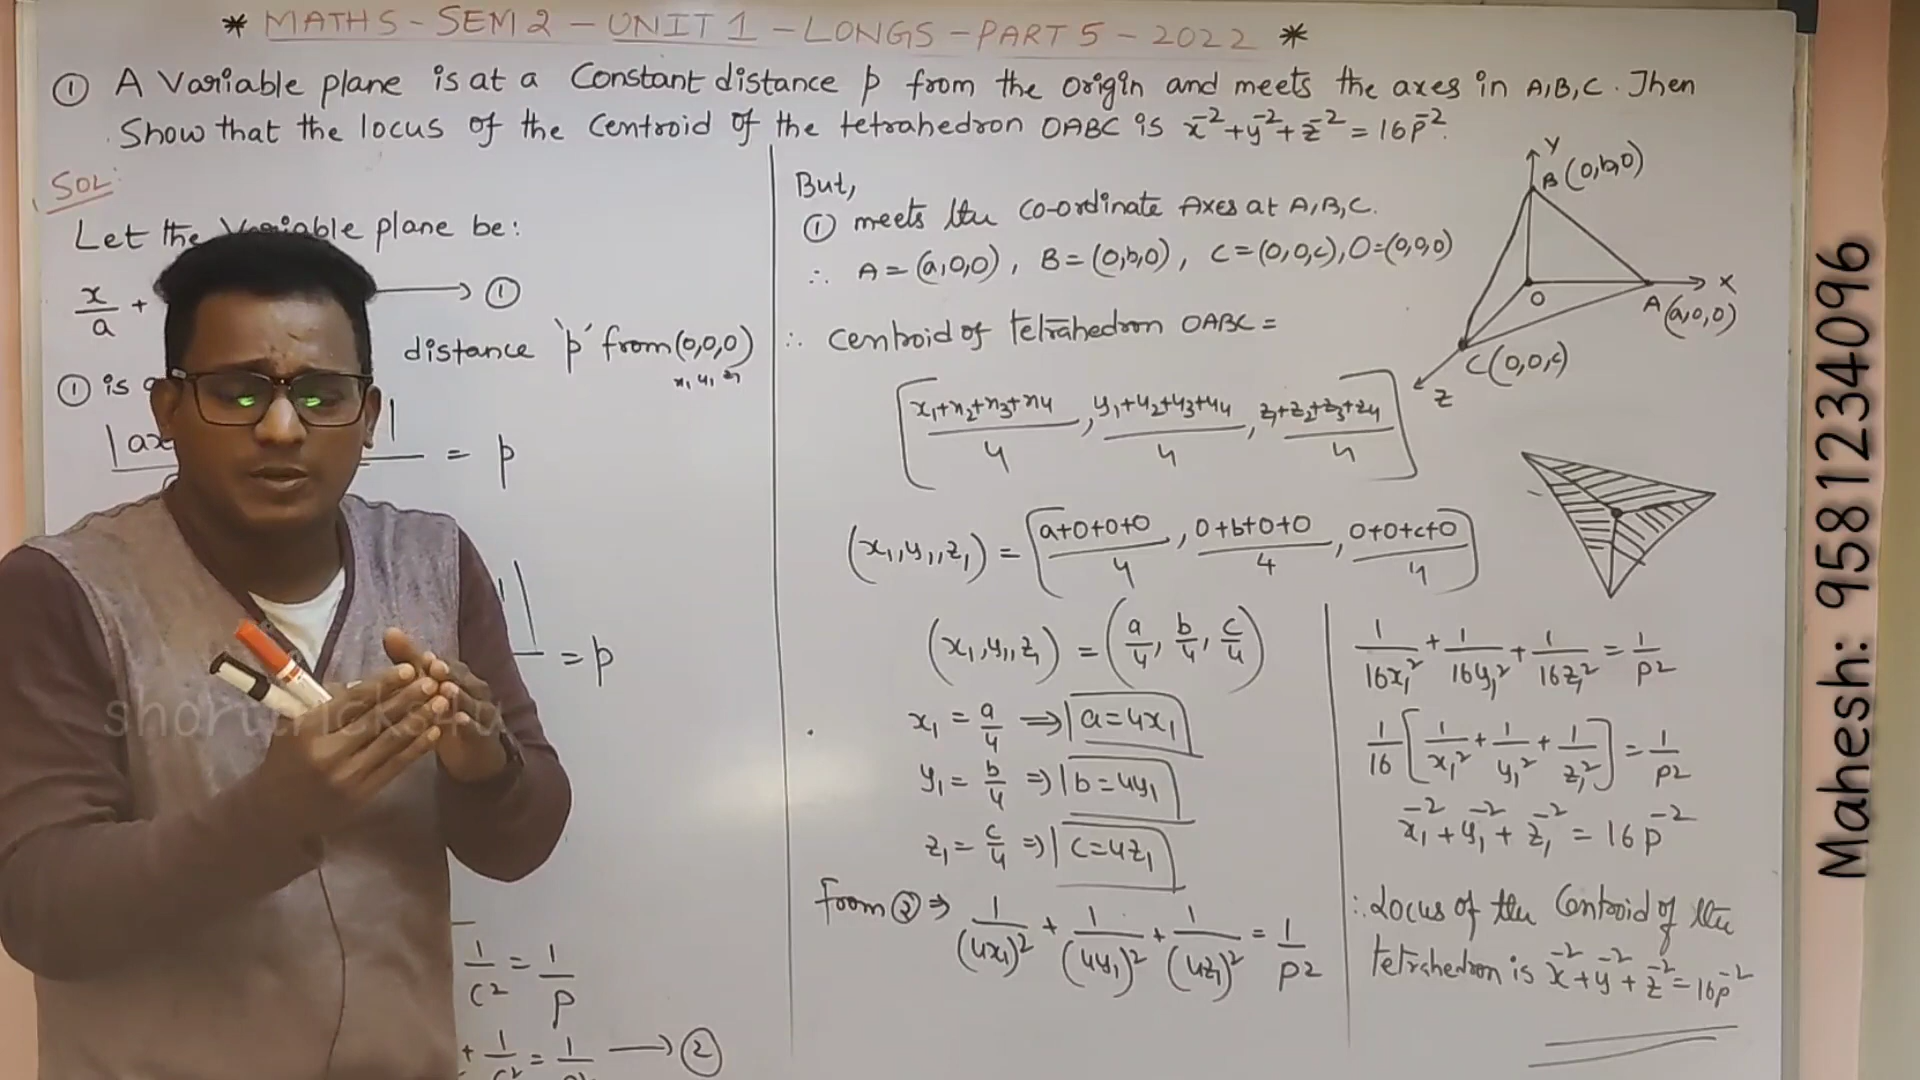 * MATHS - SEM 2 - UNIT 1 - LONGS - PART 5 - 2022 *
① A Variable plane is at a Constant distance p from the origin and meets the axes in A,B,C. Then
Show that the locus of the Centroid of the tetrahedron OABC is x⁻²+y⁻²+z⁻² = 16p⁻².
SOL:
Let the Variable plane be:
x/a + ⟶ ①
① is distance 'p' from (0,0,0)
x₁ y₁ z₁
= p
= p
1/c² = 1/p
+ 1/c² = ⟶ ②
But,
① meets the co-ordinate Axes at A,B,C.
∴ A = (a,0,0), B = (0,b,0), C = (0,0,c), O = (0,0,0)
∴ Centroid of tetrahedron OABC =
[(x₁+x₂+x₃+x₄)/4, (y₁+y₂+y₃+y₄)/4, (z₁+z₂+z₃+z₄)/4]
(x₁,y₁,z₁) = [(a+0+0+0)/4, (0+b+0+0)/4, (0+0+c+0)/4]
(x₁,y₁,z₁) = (a/4, b/4, c/4)
x₁ = a/4 ⇒ a = 4x₁
y₁ = b/4 ⇒ b = 4y₁
z₁ = c/4 ⇒ c = 4z₁
From ② ⇒ 1/(4x₁)² + 1/(4y₁)² + 1/(4z₁)² = 1/p²
Y
B (0,b,0)
O
X
A (a,0,0)
C (0,0,c)
Z
1/16x₁² + 1/16y₁² + 1/16z₁² = 1/p²
1/16 [1/x₁² + 1/y₁² + 1/z₁²] = 1/p²
x₁⁻² + y₁⁻² + z₁⁻² = 16p⁻²
∴ Locus of the Centroid of the
tetrahedron is x⁻²+y⁻²+z⁻² = 16p⁻²
shorttricks4u
Mahesh: 9581234096